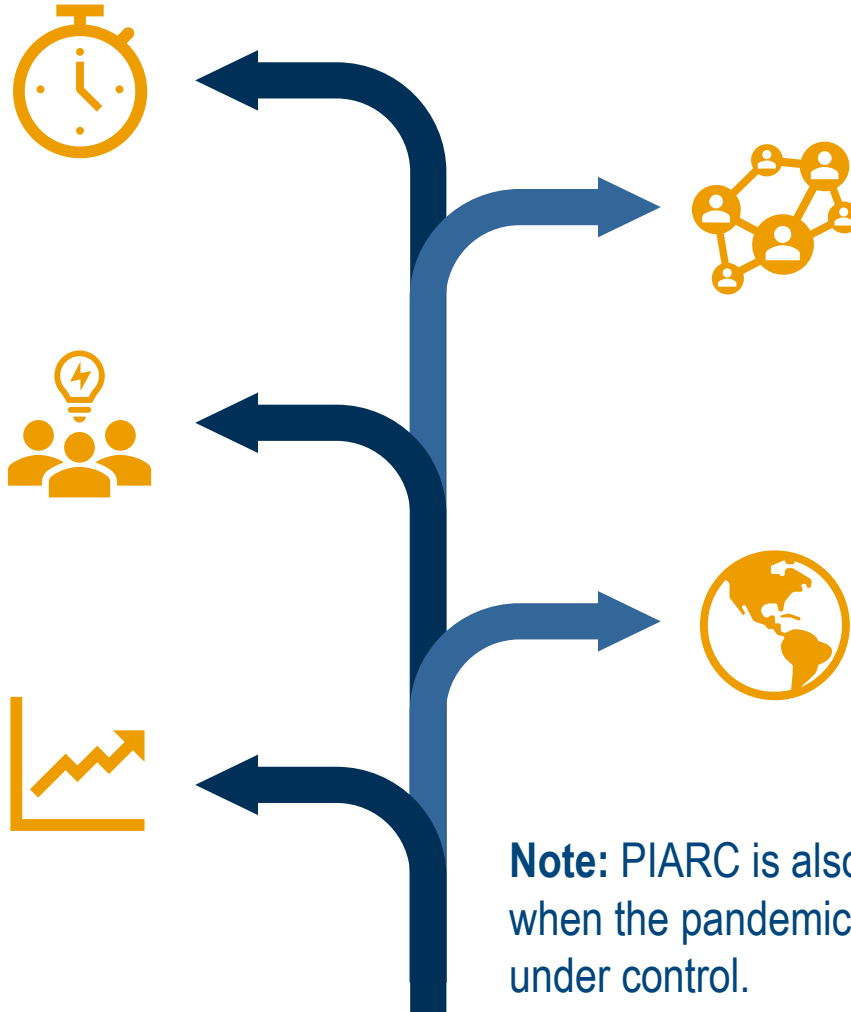 Note: PIARC is also
when the pandemic
under control.